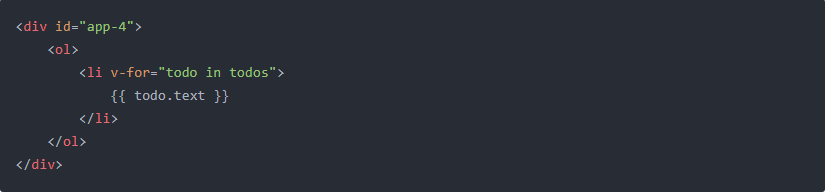 <div id="app-4">
    <ol>
        <li v-for="todo in todos">
            {{ todo.text }}
        </li>
    </ol>
</div>